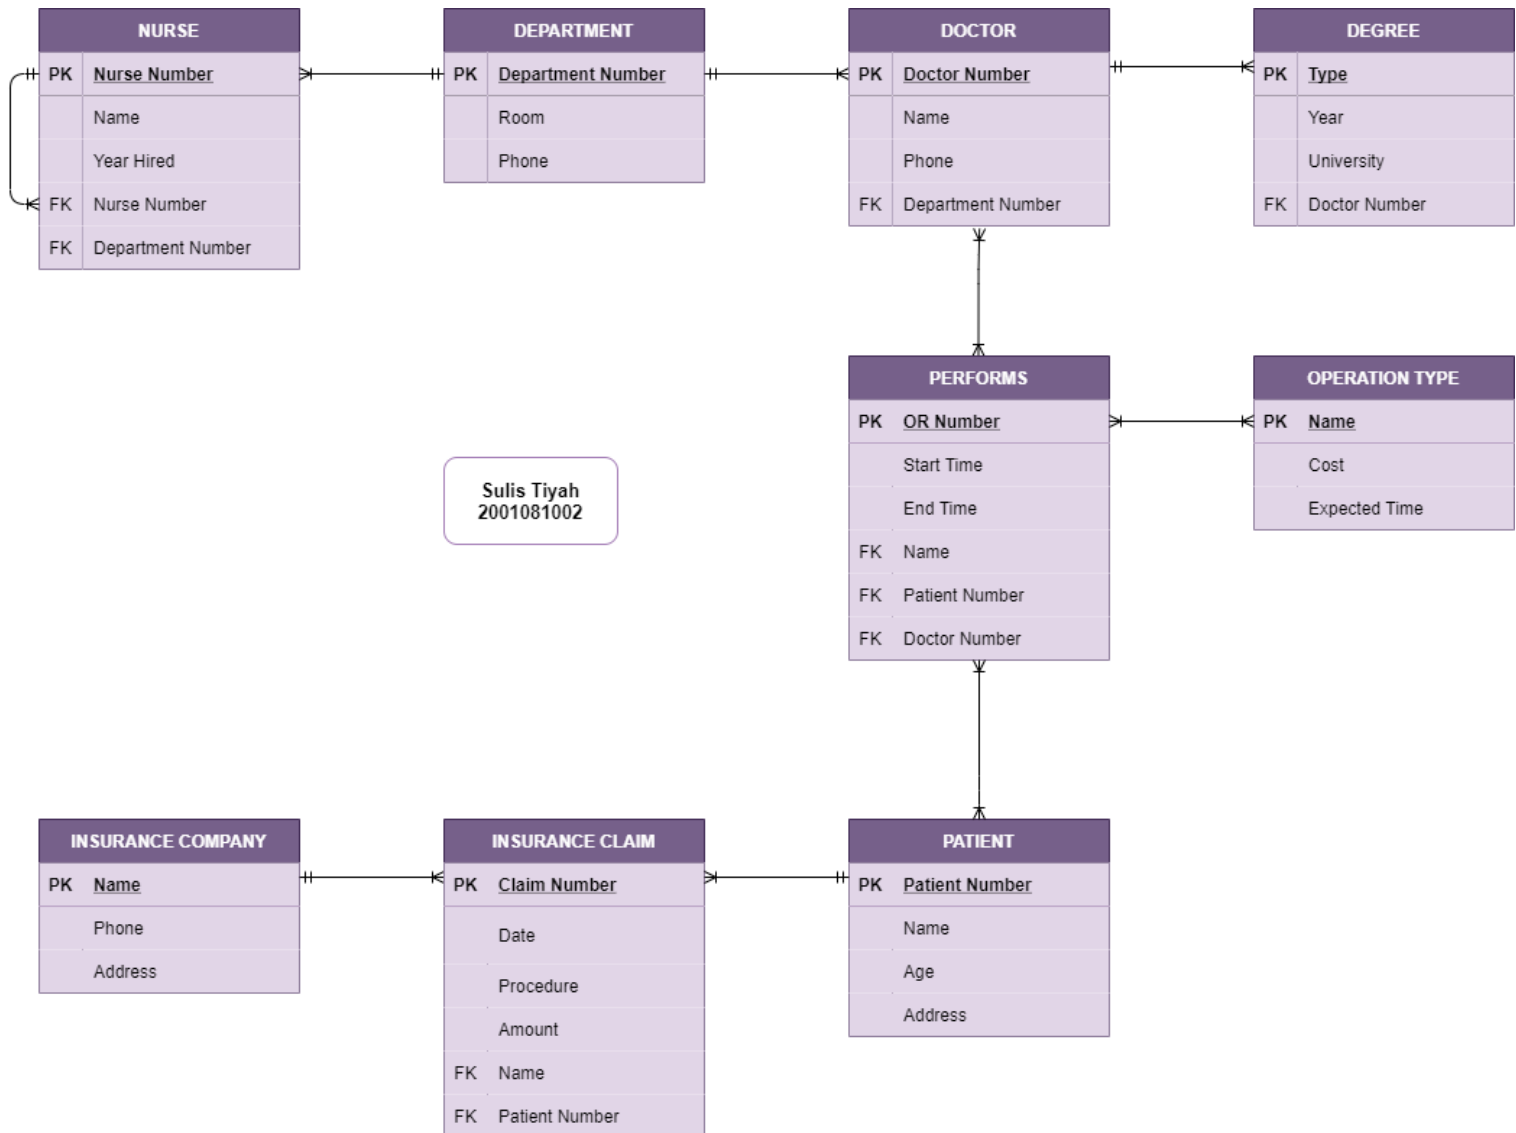 NURSE
PK Nurse Number
Name
Year Hired
FK Nurse Number
FK Department Number
DEPARTMENT
PK Department Number
Room
Phone
DOCTOR
PK Doctor Number
Name
Phone
FK Department Number
DEGREE
PK Type
Year
University
FK Doctor Number
PERFORMS
PK OR Number
Start Time
End Time
FK Name
FK Patient Number
FK Doctor Number
OPERATION TYPE
PK Name
Cost
Expected Time
Sulis Tiyah
2001081002
INSURANCE COMPANY
PK Name
Phone
Address
INSURANCE CLAIM
PK Claim Number
Date
Procedure
Amount
FK Name
FK Patient Number
PATIENT
PK Patient Number
Name
Age
Address